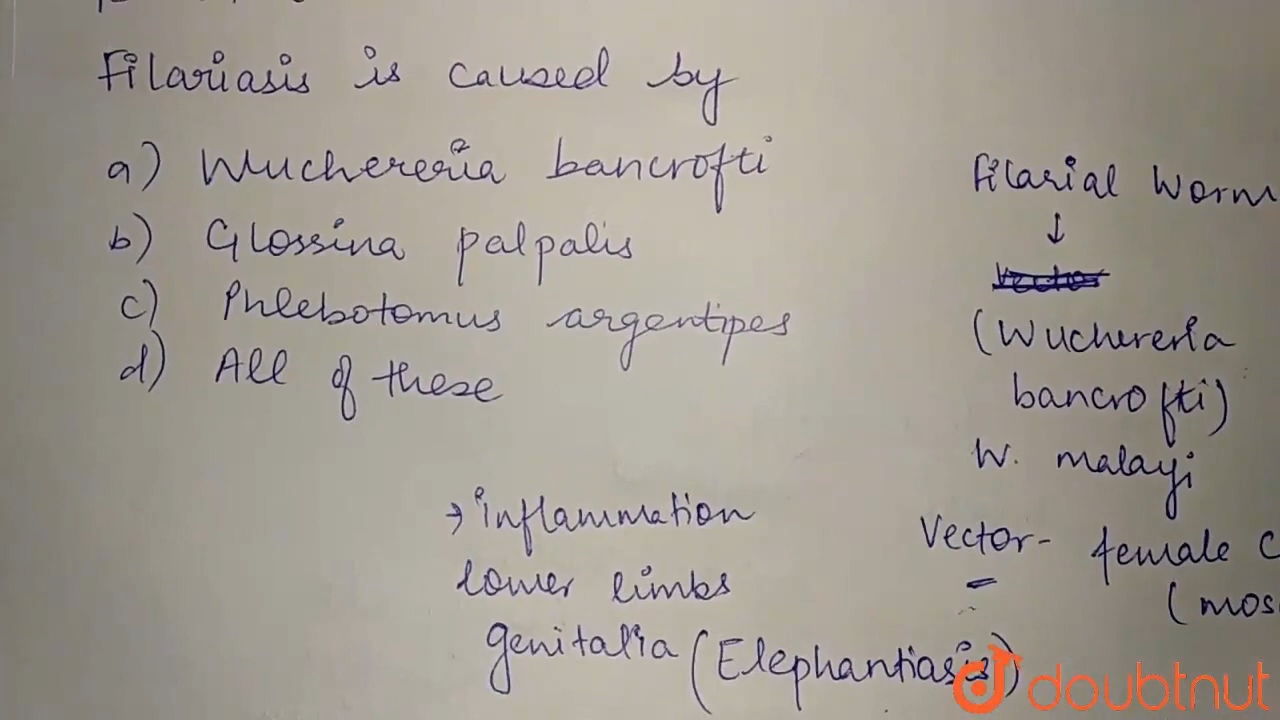 Filariasis is caused by
a) Wuchereria bancrofti
b) Glossina palpalis
c) Phlebotomus argentipes
d) All of these
Filarial Worm
↓
Vector
(Wuchereria
bancrofti)
W. malayi
Vector - female C
(mos
→ inflammation
lower limbs
genitalia (Elephantiasis)
doubtnut